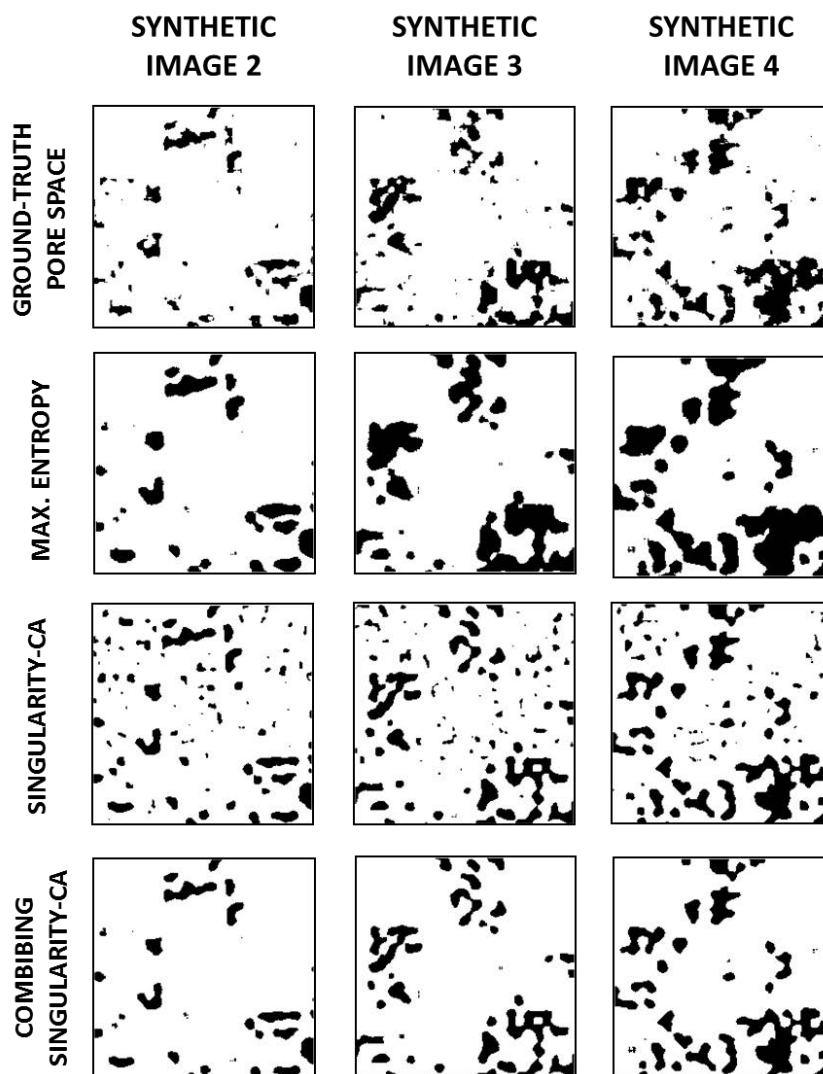 SYNTHETIC
IMAGE 2
SYNTHETIC
IMAGE 3
SYNTHETIC
IMAGE 4
GROUND-TRUTH
PORE SPACE
MAX. ENTROPY
SINGULARITY-CA
COMBIBING
SINGULARITY-CA